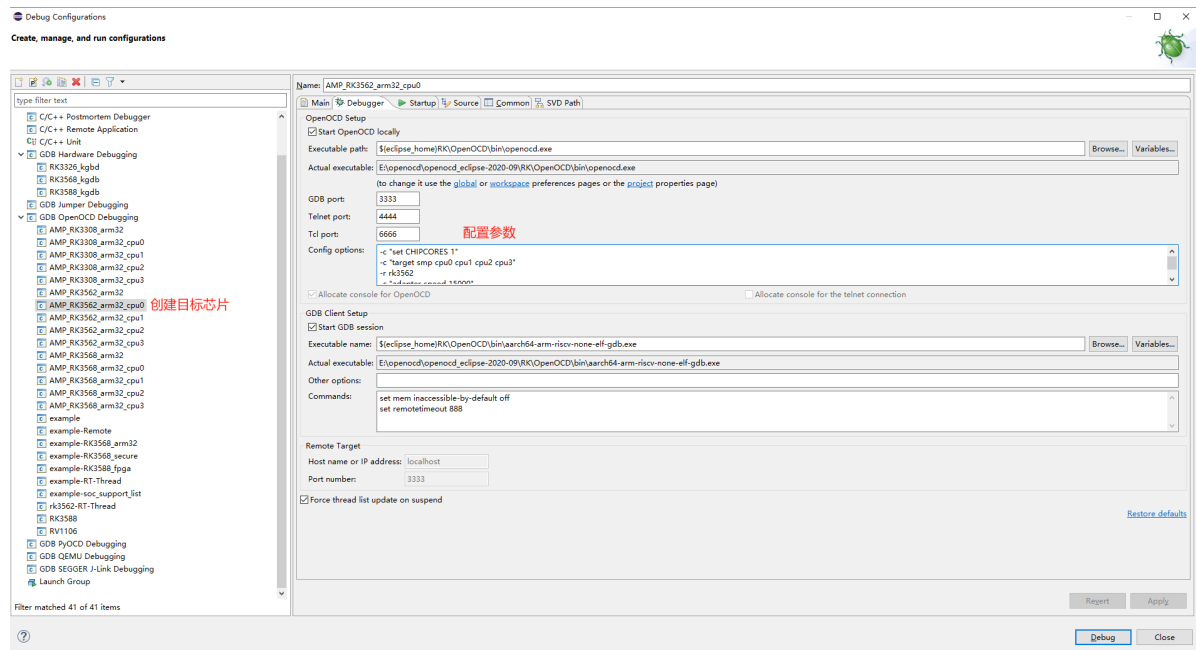 Debug Configurations
Create, manage, and run configurations
type filter text
C/C++ Postmortem Debugger
C/C++ Remote Application
C/C++ Unit
GDB Hardware Debugging
RK3326_kgbd
RK3568_kgdb
RK3588_kgdb
GDB Jumper Debugging
GDB OpenOCD Debugging
AMP_RK3308_arm32
AMP_RK3308_arm32_cpu0
AMP_RK3308_arm32_cpu1
AMP_RK3308_arm32_cpu2
AMP_RK3308_arm32_cpu3
AMP_RK3562_arm32
AMP_RK3562_arm32_cpu0 创建目标芯片
AMP_RK3562_arm32_cpu1
AMP_RK3562_arm32_cpu2
AMP_RK3562_arm32_cpu3
AMP_RK3568_arm32
AMP_RK3568_arm32_cpu0
AMP_RK3568_arm32_cpu1
AMP_RK3568_arm32_cpu2
AMP_RK3568_arm32_cpu3
example
example-Remote
example-RK3568_arm32
example-RK3568_secure
example-RK3588_fpga
example-RT-Thread
example-soc_support_list
rk3562-RT-Thread
RK3588
RV1106
GDB PyOCD Debugging
GDB QEMU Debugging
GDB SEGGER J-Link Debugging
Launch Group
Filter matched 41 of 41 items
Name: AMP_RK3562_arm32_cpu0
Main Debugger Startup Source Common SVD Path
OpenOCD Setup
Start OpenOCD locally
Executable path: ${eclipse_home}RK\OpenOCD\bin\openocd.exe Browse... Variables...
Actual executable: E:\openocd\openocd_eclipse-2020-09\RK\OpenOCD\bin\openocd.exe
(to change it use the global or workspace preferences pages or the project properties page)
GDB port: 3333
Telnet port: 4444
Tcl port: 6666 配置参数
Config options: -c "set CHIPCORES 1"
-c "target smp cpu0 cpu1 cpu2 cpu3"
-r rk3562
-c "adapter speed 15000"
Allocate console for OpenOCD Allocate console for the telnet connection
GDB Client Setup
Start GDB session
Executable name: ${eclipse_home}RK\OpenOCD\bin\aarch64-arm-riscv-none-elf-gdb.exe Browse... Variables...
Actual executable: E:\openocd\openocd_eclipse-2020-09\RK\OpenOCD\bin\aarch64-arm-riscv-none-elf-gdb.exe
Other options:
Commands: set mem inaccessible-by-default off
set remotetimeout 888
Remote Target
Host name or IP address: localhost
Port number: 3333
Force thread list update on suspend
Restore defaults
Revert Apply
Debug Close